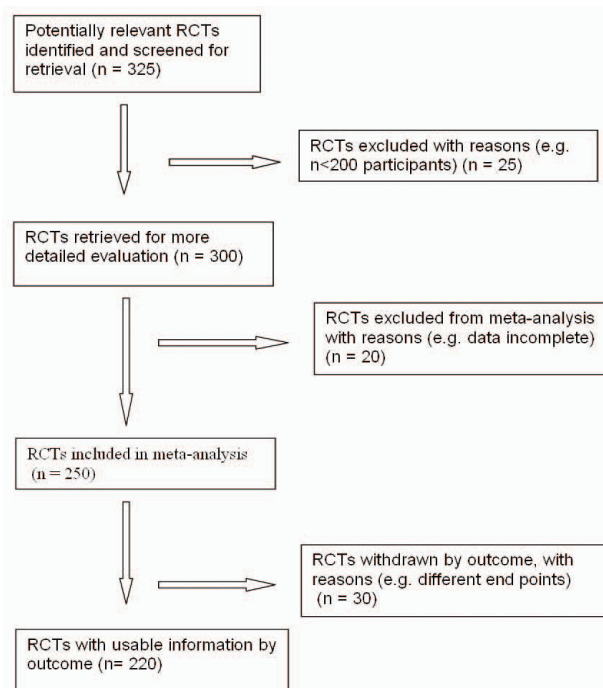 Potentially relevant RCTs
identified and screened for
retrieval (n = 325)
RCTs excluded with reasons (e.g.
n<200 participants) (n = 25)
RCTs retrieved for more
detailed evaluation (n = 300)
RCTs excluded from meta-analysis
with reasons (e.g. data incomplete)
(n = 20)
RCTs included in meta-analysis
(n = 250)
RCTs withdrawn by outcome, with
reasons (e.g. different end points)
(n = 30)
RCTs with usable information by
outcome (n= 220)